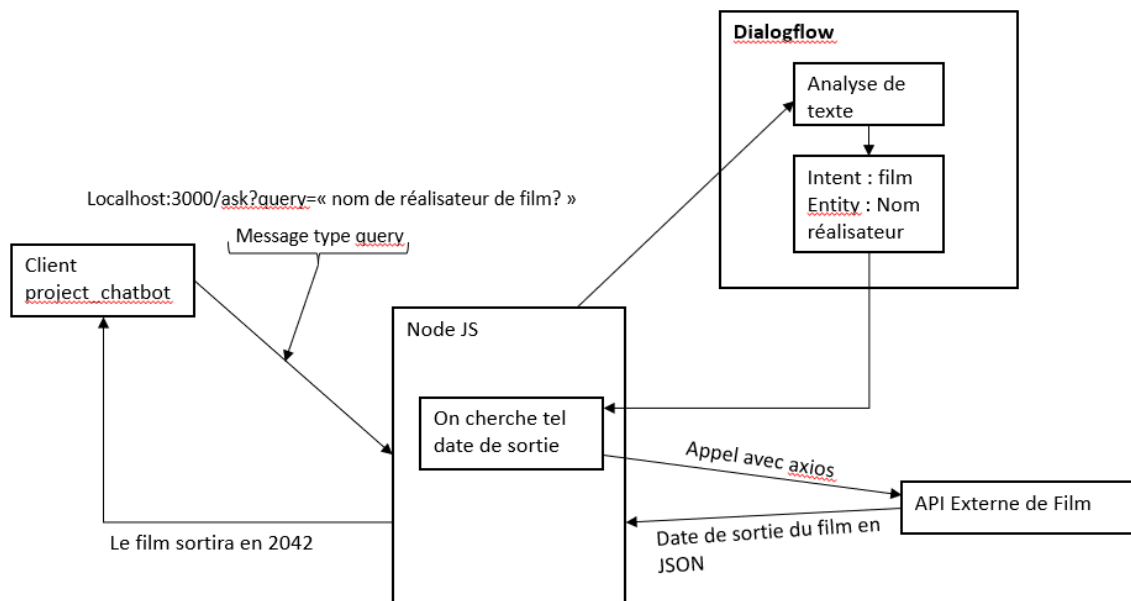 Dialogflow
Analyse de
texte
Intent : film
Entity : Nom
réalisateur
Localhost:3000/ask?query=« nom de réalisateur de film? »
Message type query
Client
project_chatbot
Node JS
On cherche tel
date de sortie
Appel avec axios
API Externe de Film
Date de sortie du film en
JSON
Le film sortira en 2042